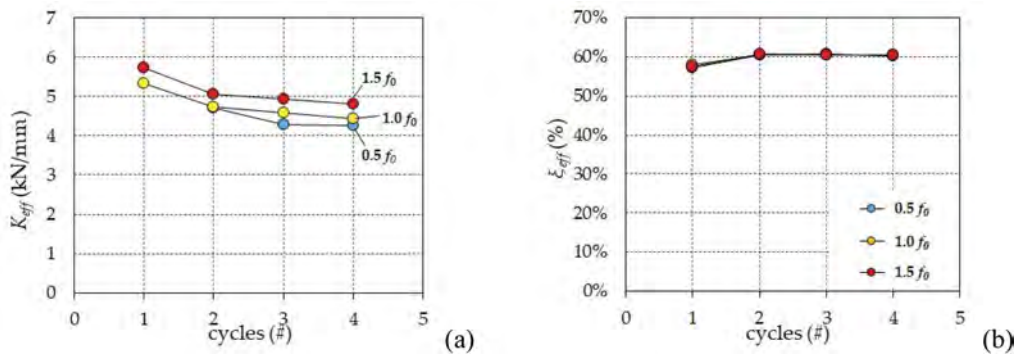 7
6
5
4
3
2
1
0
K_eff (kN/mm)
1.5 f₀
1.0 f₀
0.5 f₀
0 1 2 3 4 5
cycles (#)
(a)
70%
60%
50%
40%
30%
20%
10%
0%
ξ_eff (%)
0.5 f₀
1.0 f₀
1.5 f₀
0 1 2 3 4 5
cycles (#)
(b)